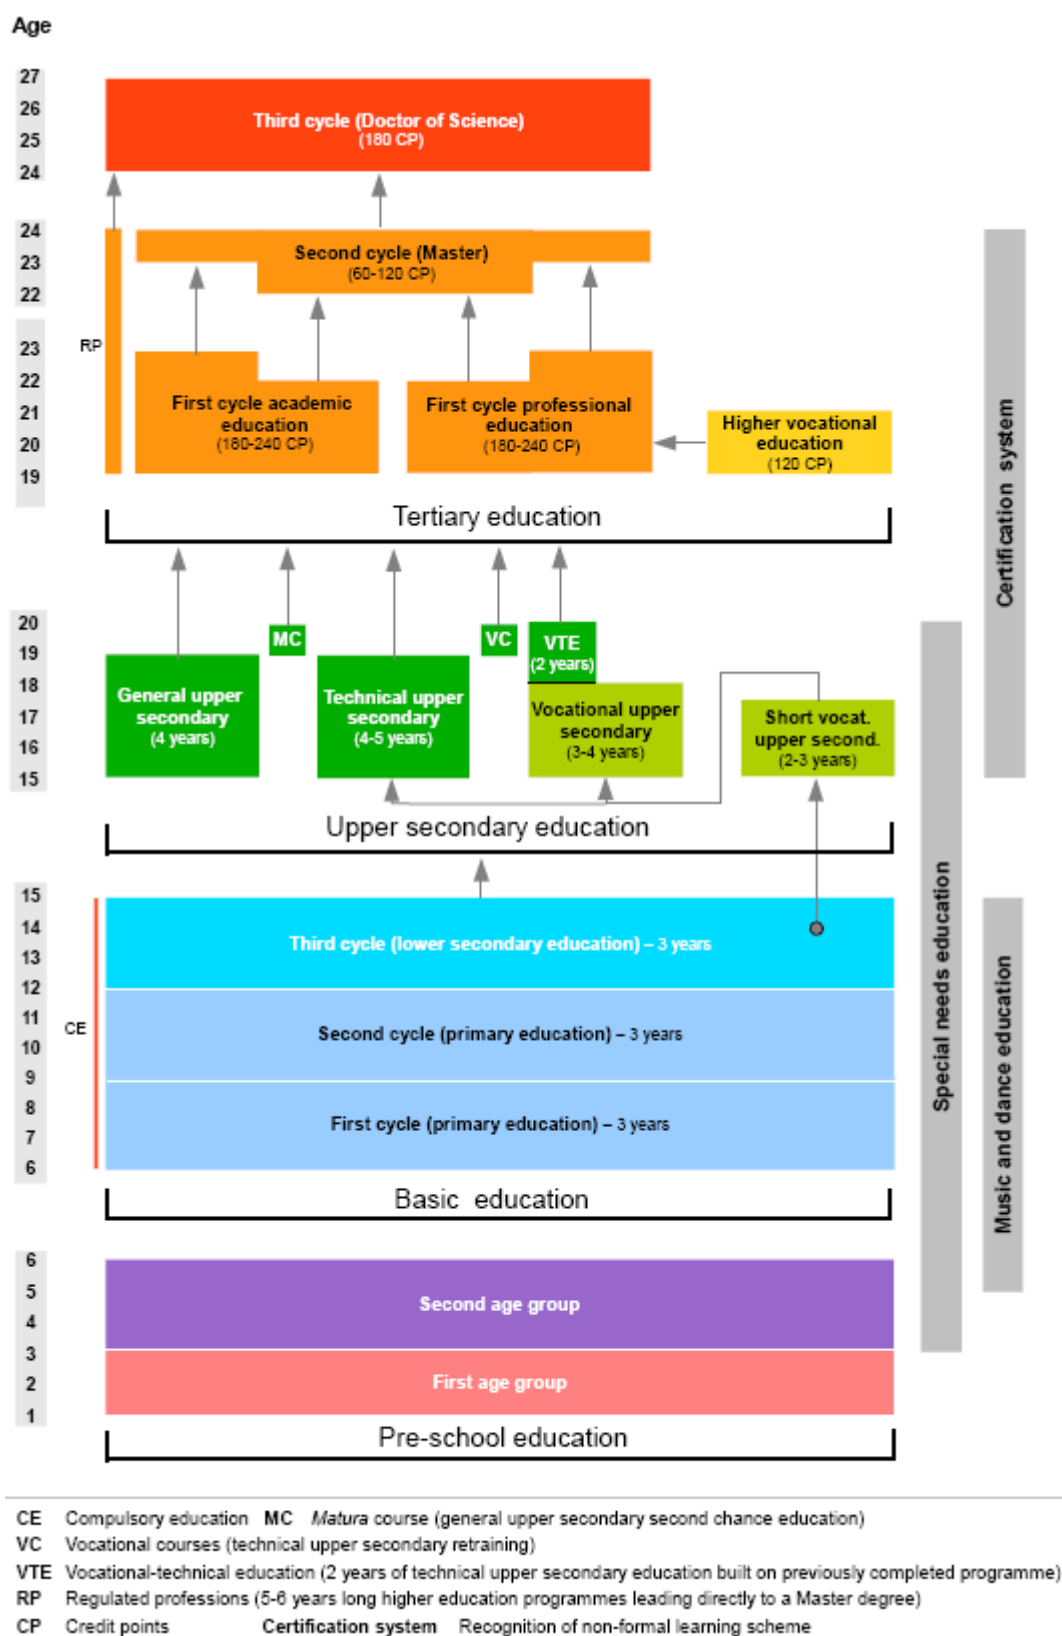 Age
27
26
25
24
Third cycle (Doctor of Science)
(180 CP)
24
23
22
Second cycle (Master)
(60-120 CP)
RP
23
22
21
20
19
First cycle academic
education
(180-240 CP)
First cycle professional
education
(180-240 CP)
Higher vocational
education
(120 CP)
Tertiary education
Certification system
20
19
18
17
16
15
MC
VC
VTE
(2 years)
General upper
secondary
(4 years)
Technical upper
secondary
(4-5 years)
Vocational upper
secondary
(3-4 years)
Short vocat.
upper second.
(2-3 years)
Upper secondary education
Special needs education
15
14
13
12
11
10
9
8
7
6
CE
Third cycle (lower secondary education) – 3 years
Second cycle (primary education) – 3 years
First cycle (primary education) – 3 years
Basic education
Music and dance education
6
5
4
3
2
1
Second age group
First age group
Pre-school education
CE Compulsory education MC Matura course (general upper secondary second chance education)
VC Vocational courses (technical upper secondary retraining)
VTE Vocational-technical education (2 years of technical upper secondary education built on previously completed programme)
RP Regulated professions (5-6 years long higher education programmes leading directly to a Master degree)
CP Credit points Certification system Recognition of non-formal learning scheme